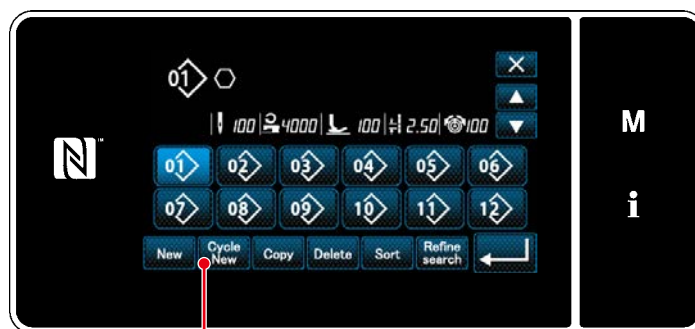 01
100 4000 100 2.50 100
01 02 03 04 05 06
07 08 09 10 11 12
New Cycle New Copy Delete Sort Refine search
N™
M
i